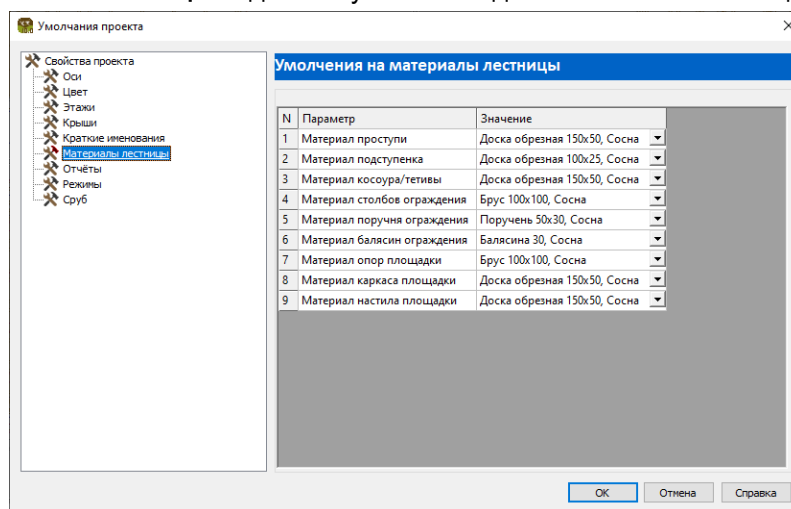 Умолчания проекта
Свойства проекта
Оси
Цвет
Этажи
Крыши
Краткие именования
Материалы лестницы
Отчёты
Режимы
Сруб
Умолчения на материалы лестницы
N Параметр Значение
1 Материал проступи Доска обрезная 150x50, Сосна
2 Материал подступенка Доска обрезная 100x25, Сосна
3 Материал косоура/тетивы Доска обрезная 150x50, Сосна
4 Материал столбов ограждения Брус 100x100, Сосна
5 Материал поручня ограждения Поручень 50x30, Сосна
6 Материал балясин ограждения Балясина 30, Сосна
7 Материал опор площадки Брус 100x100, Сосна
8 Материал каркаса площадки Доска обрезная 150x50, Сосна
9 Материал настила площадки Доска обрезная 150x50, Сосна
OK Отмена Справка